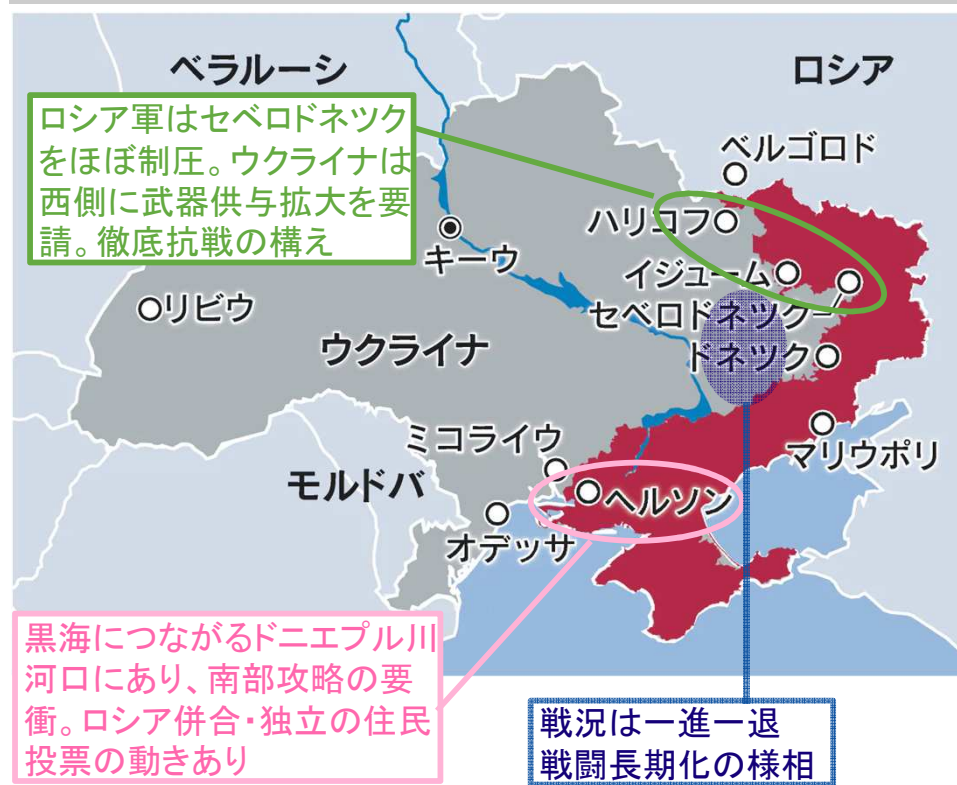 ベラルーシ
ロシア
ロシア軍はセベロドネツク
をほぼ制圧。ウクライナは
西側に武器供与拡大を要
請。徹底抗戦の構え
ベルゴロド
ハリコフ
キーウ
イジューム
リビウ
セベロドネツク
ウクライナ
ドネツク
ミコライウ
マリウポリ
モルドバ
ヘルソン
オデッサ
黒海につながるドニエプル川
河口にあり、南部攻略の要
衝。ロシア併合・独立の住民
投票の動きあり
戦況は一進一退
戦闘長期化の様相